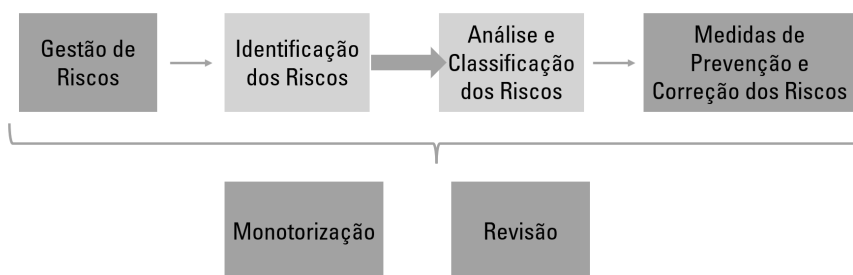 Gestão de
Riscos
Identificação
dos Riscos
Análise e
Classificação
dos Riscos
Medidas de
Prevenção e
Correção dos Riscos
Monotorização
Revisão